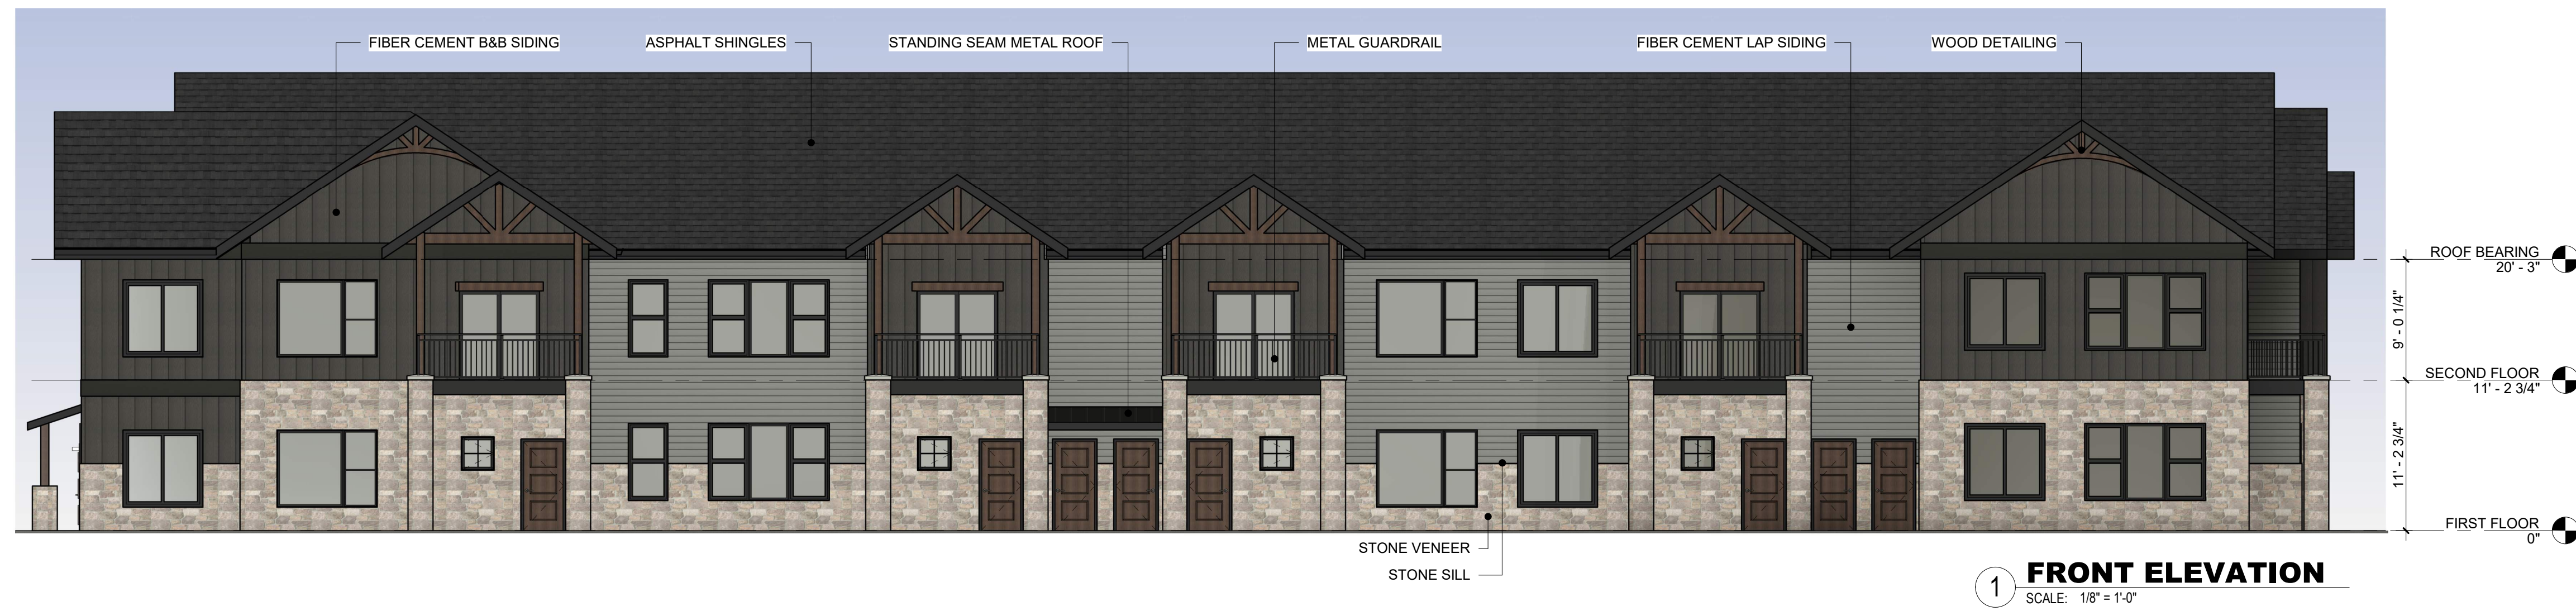 FIBER CEMENT B&B SIDING
ASPHALT SHINGLES
STANDING SEAM METAL ROOF
METAL GUARDRAIL
FIBER CEMENT LAP SIDING
WOOD DETAILING
ROOF BEARING
20' - 3"
9' - 0 1/4"
SECOND FLOOR
11' - 2 3/4"
11' - 2 3/4"
FIRST FLOOR
0"
STONE VENEER
STONE SILL
1 FRONT ELEVATION
SCALE: 1/8" = 1'-0"